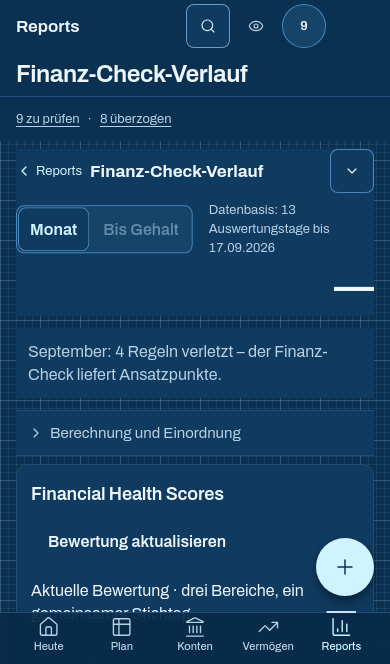 Reports
9
Finanz-Check-Verlauf
9 zu prüfen · 8 überzogen
Reports Finanz-Check-Verlauf
Monat Bis Gehalt
Datenbasis: 13
Auswertungstage bis
17.09.2026
September: 4 Regeln verletzt – der Finanz-
Check liefert Ansatzpunkte.
Berechnung und Einordnung
Financial Health Scores
Bewertung aktualisieren
Aktuelle Bewertung · drei Bereiche, ein
gemeinsamer Stichtag
Heute Plan Konten Vermögen Reports